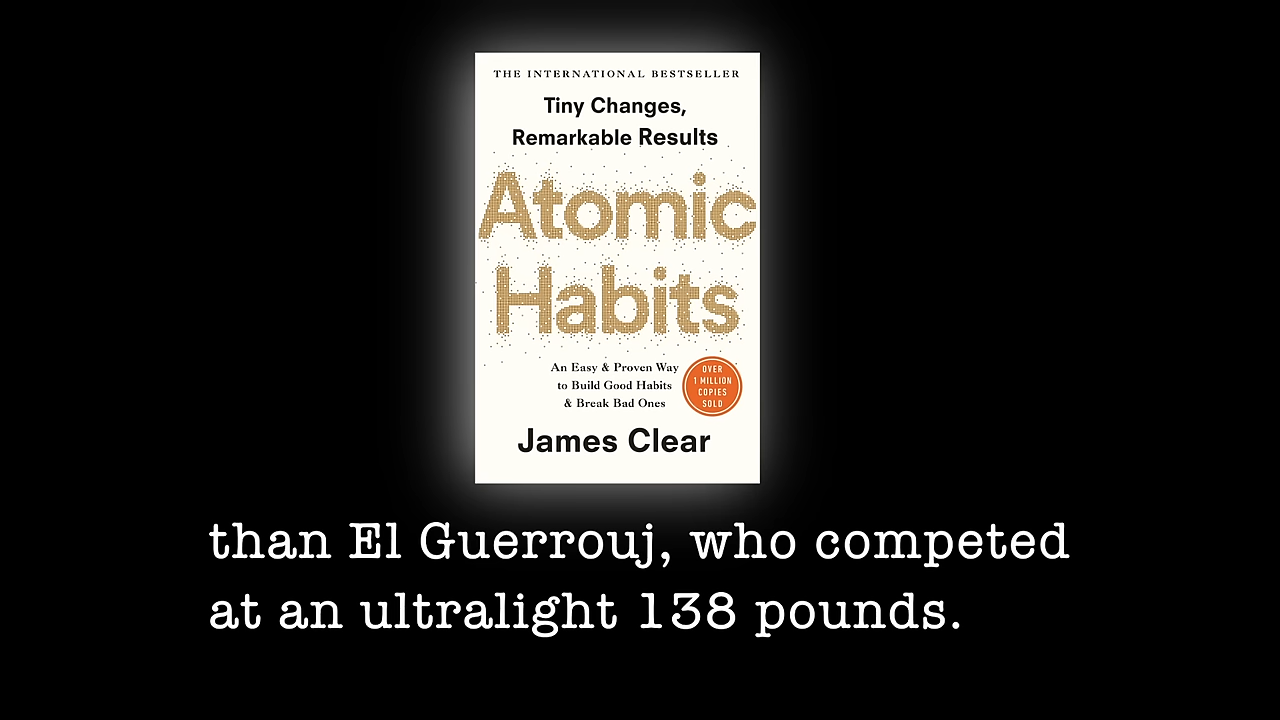 THE INTERNATIONAL BESTSELLER
Tiny Changes,
Remarkable Results
Atomic
Habits
An Easy & Proven Way
to Build Good Habits
& Break Bad Ones
OVER
1 MILLION
COPIES
SOLD
James Clear
than El Guerrouj, who competed
at an ultralight 138 pounds.